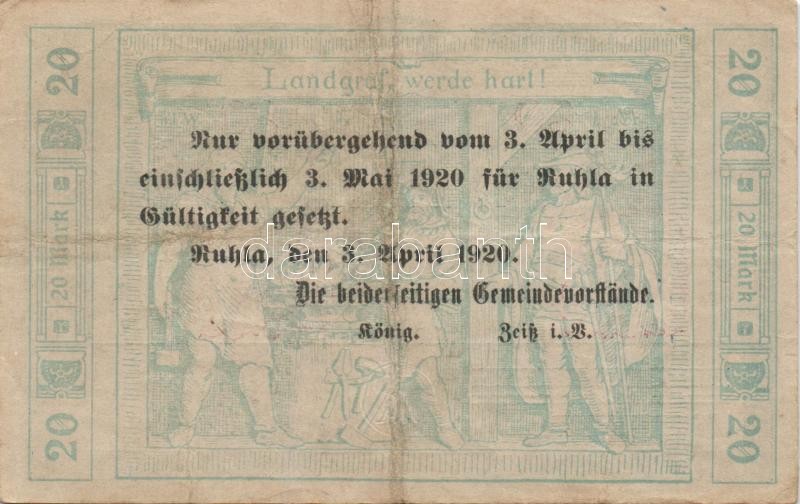 20
20
Landgraf, werde hart!
Nur vorübergehend vom 3. April bis
einschließlich 3. Mai 1920 für Ruhla in
Gültigkeit gesetzt.
Ruhla, den 3. April 1920.
Die beiderseitigen Gemeindevorstände.
König. Zeiß i. V.
20 Mark
20 Mark
20
20
darabanth